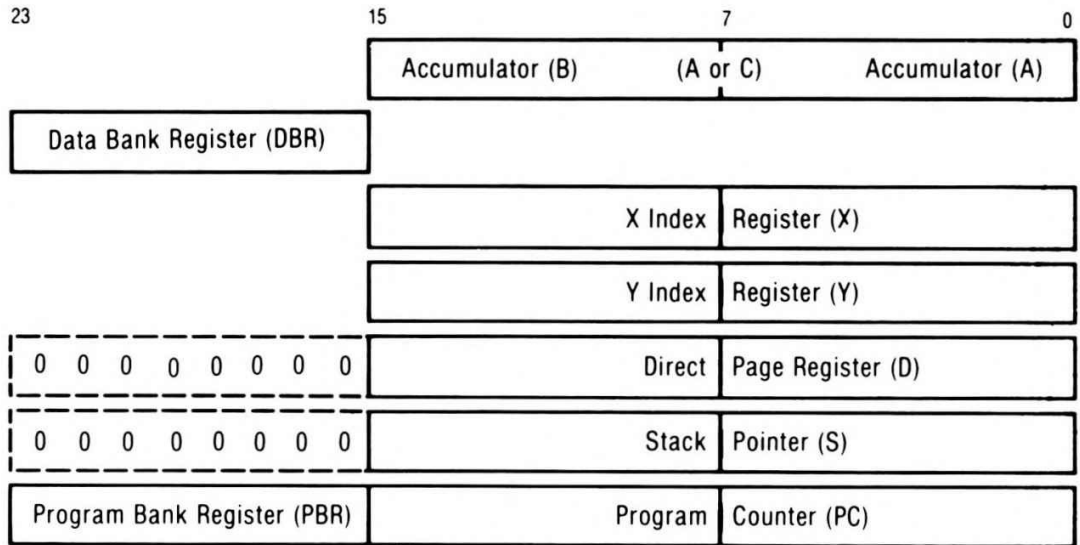 23 15 7 0
Accumulator (B) (A or C) Accumulator (A)
Data Bank Register (DBR)
X Index Register (X)
Y Index Register (Y)
0 0 0 0 0 0 0 0 Direct Page Register (D)
0 0 0 0 0 0 0 0 Stack Pointer (S)
Program Bank Register (PBR) Program Counter (PC)